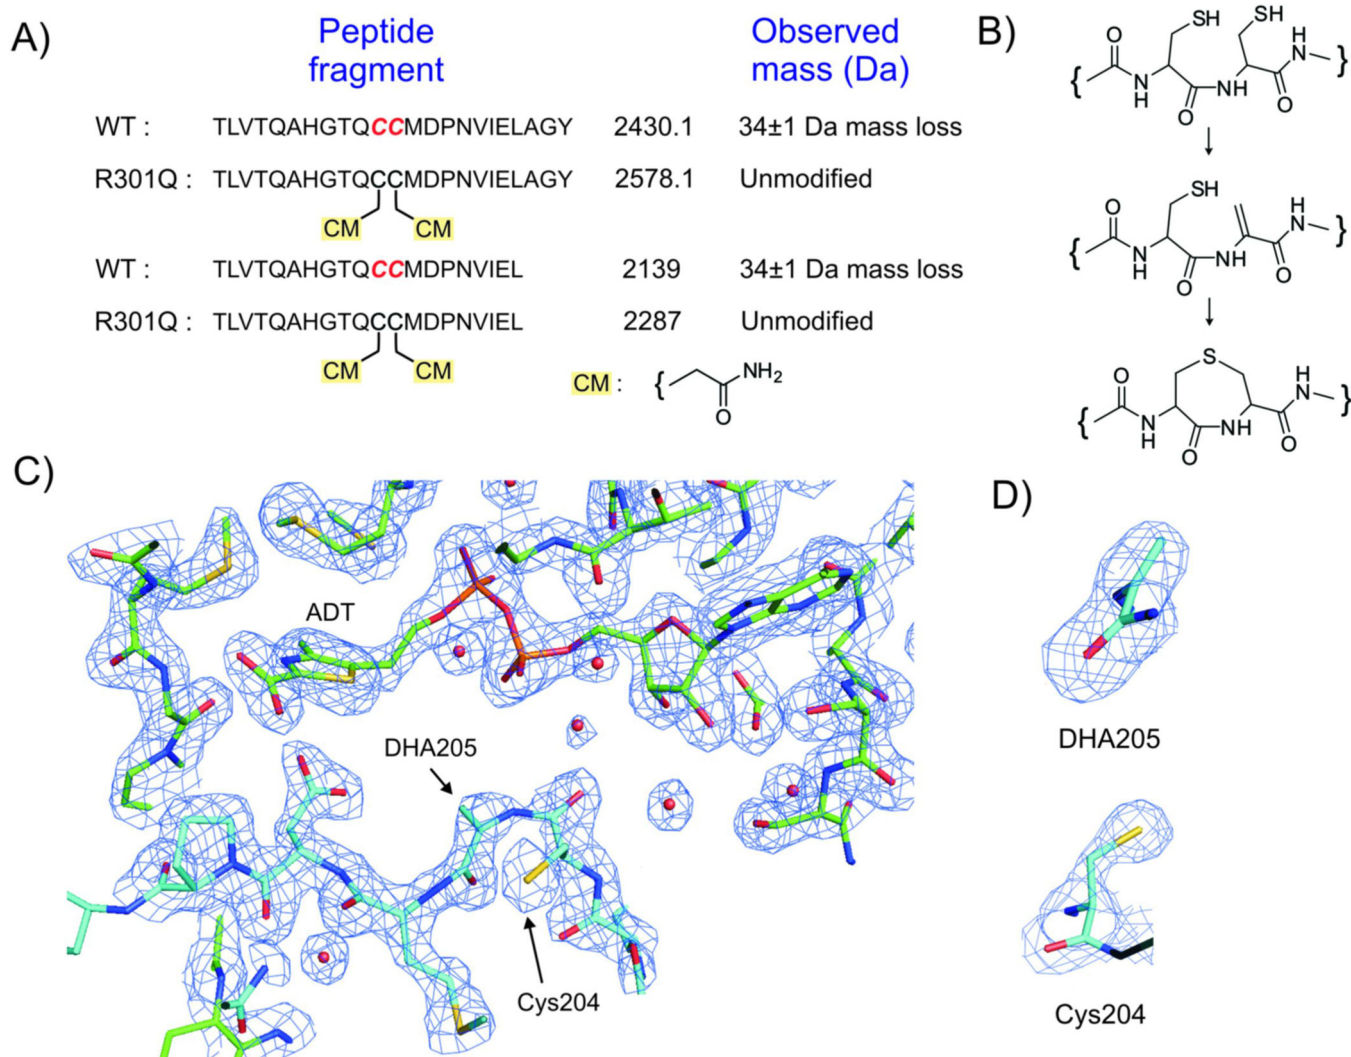 A)
Peptide
fragment
Observed
mass (Da)
WT : TLVTQAHGTQCCMDPNVIELAGY 2430.1 34±1 Da mass loss
R301Q : TLVTQAHGTQCCMDPNVIELAGY 2578.1 Unmodified
CM CM
WT : TLVTQAHGTQCCMDPNVIEL 2139 34±1 Da mass loss
R301Q : TLVTQAHGTQCCMDPNVIEL 2287 Unmodified
CM CM
CM : { NH2
O
B)
SH SH
O H
{ N N }
H NH
O O
SH
O H
{ N N }
H NH
O O
S
O H
{ N N }
H NH
O O
C)
ADT
DHA205
Cys204
D)
DHA205
Cys204